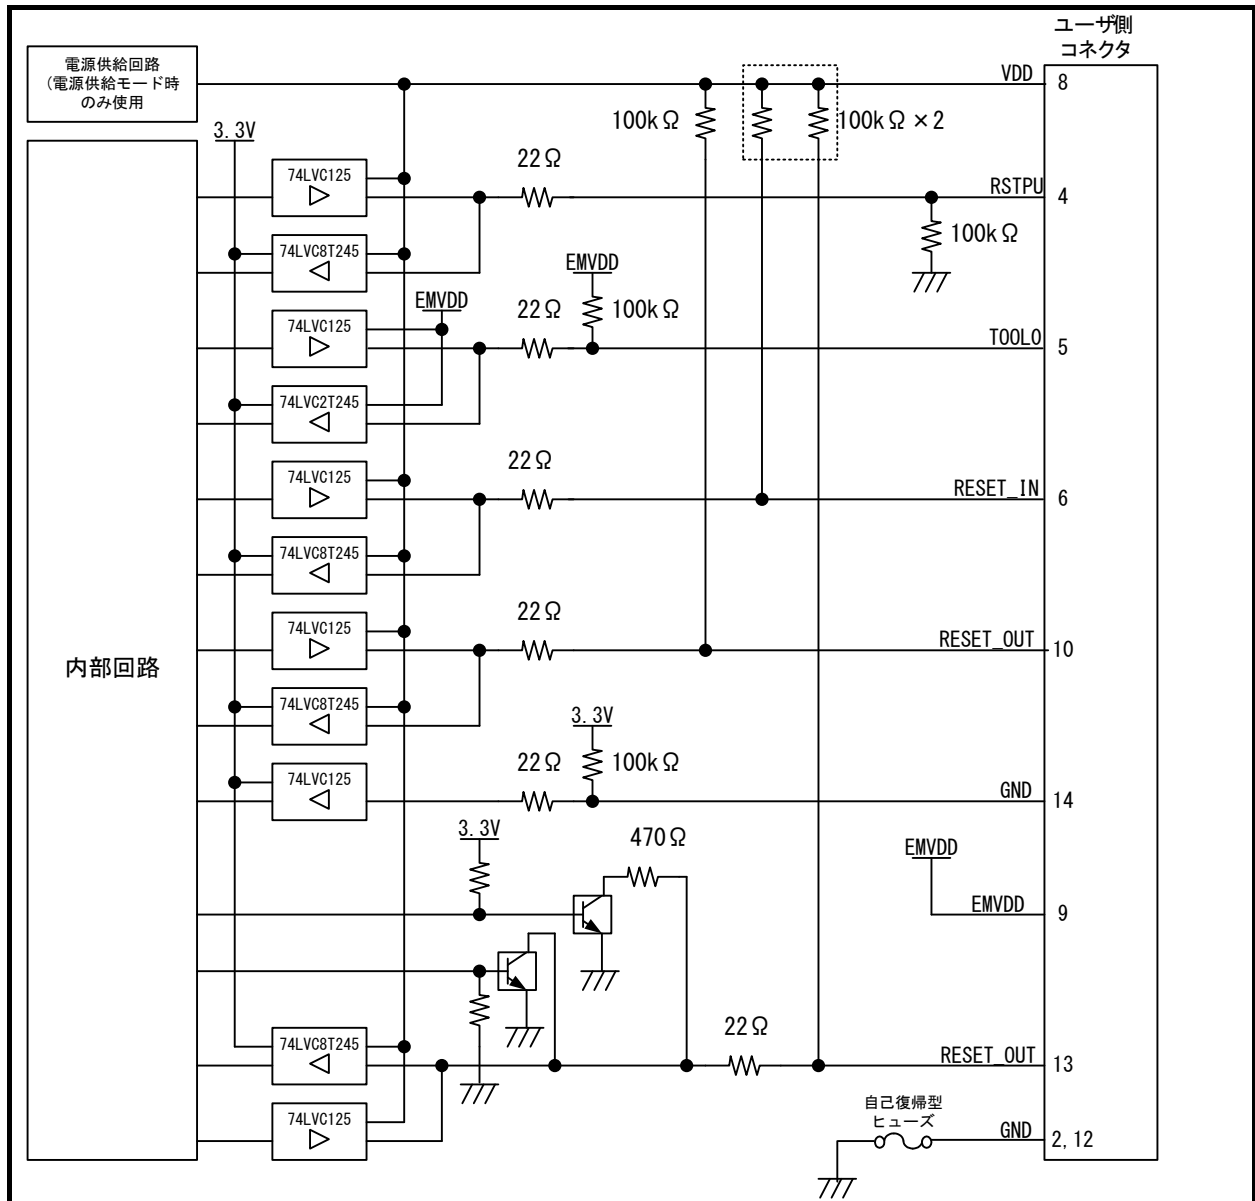 ユーザ側
コネクタ
電源供給回路
(電源供給モード時
のみ使用
VDD
8
100kΩ
100kΩ×2
3.3V
74LVC125
22Ω
RSTPU
4
74LVC8T245
100kΩ
EMVDD
EMVDD
74LVC125
22Ω
100kΩ
TOOL0
5
74LVC2T245
22Ω
74LVC125
RESET_IN
6
74LVC8T245
22Ω
74LVC125
RESET_OUT
10
内部回路
74LVC8T245
3.3V
22Ω
100kΩ
74LVC125
GND
14
3.3V
470Ω
EMVDD
EMVDD
9
22Ω
74LVC8T245
RESET_OUT
13
自己復帰型
ヒューズ
74LVC125
GND
2,12